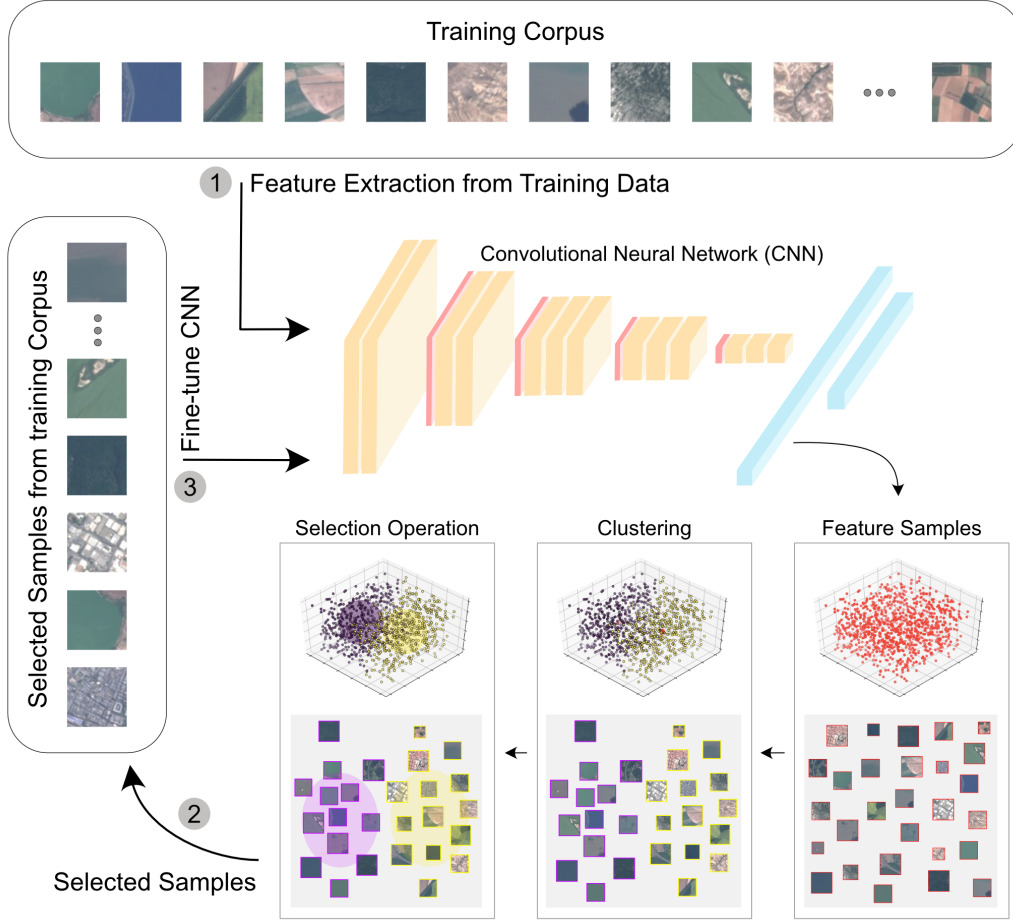 Training Corpus
1
Feature Extraction from Training Data
Convolutional Neural Network (CNN)
Selected Samples from training Corpus
Fine-tune CNN
3
Selection Operation
Clustering
Feature Samples
2
Selected Samples